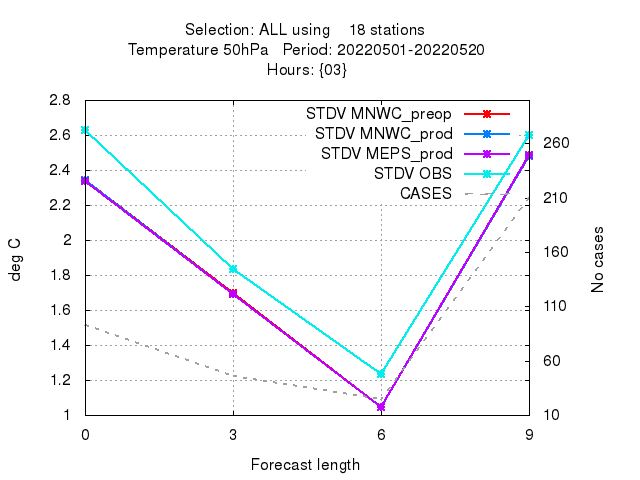 Selection: ALL using    18 stations
Temperature 50hPa   Period: 20220501-20220520
Hours: {03}
STDV MNWC_preop
STDV MNWC_prod
STDV MEPS_prod
STDV OBS
CASES
2.8
2.6
2.4
2.2
2
1.8
1.6
1.4
1.2
1
deg C
260
210
160
110
60
10
No cases
0 3 6 9
Forecast length